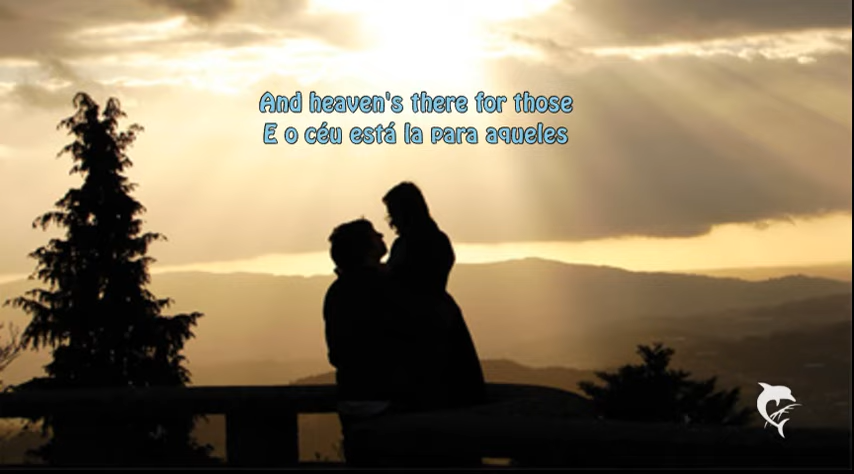 And heaven's there for those
E o céu está la para aqueles